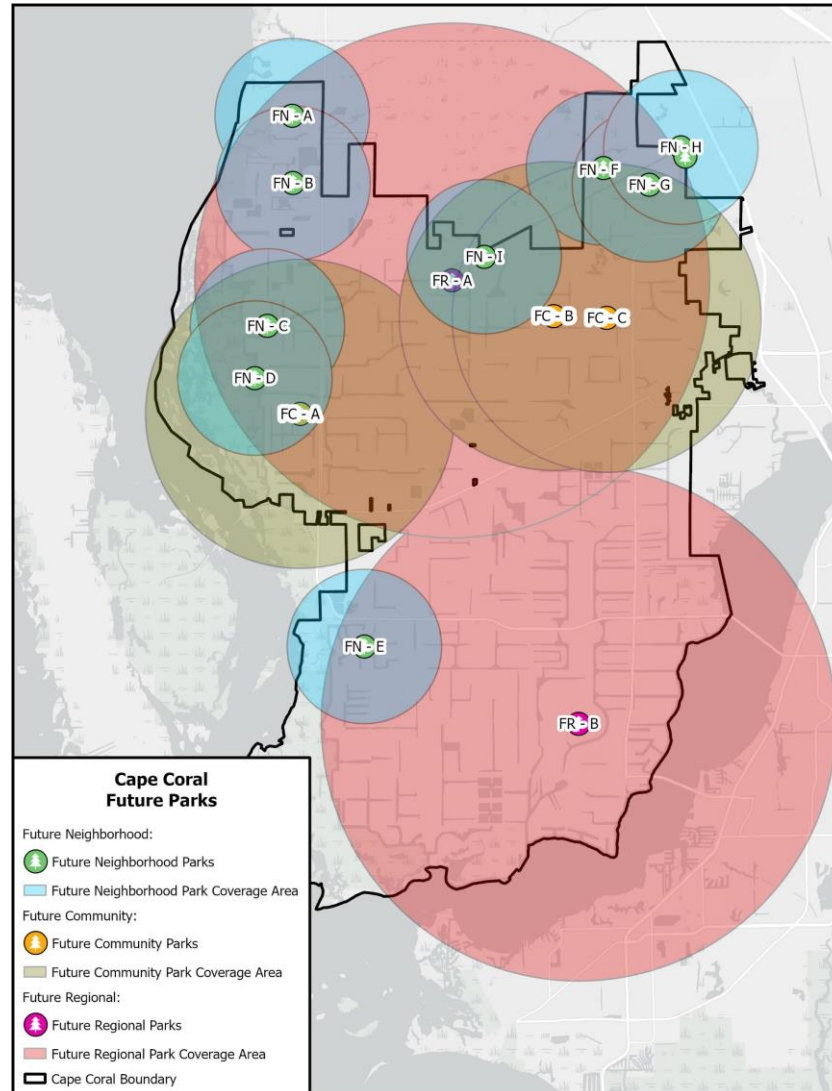 FN - A
FN - H
FN - F
FN - B
FN - G
FN - I
FR - A
FC - B
FC - C
FN - C
FN - D
FC - A
FN - E
FR - B
Cape Coral
Future Parks
Future Neighborhood:
Future Neighborhood Parks
Future Neighborhood Park Coverage Area
Future Community:
Future Community Parks
Future Community Park Coverage Area
Future Regional:
Future Regional Parks
Future Regional Park Coverage Area
Cape Coral Boundary